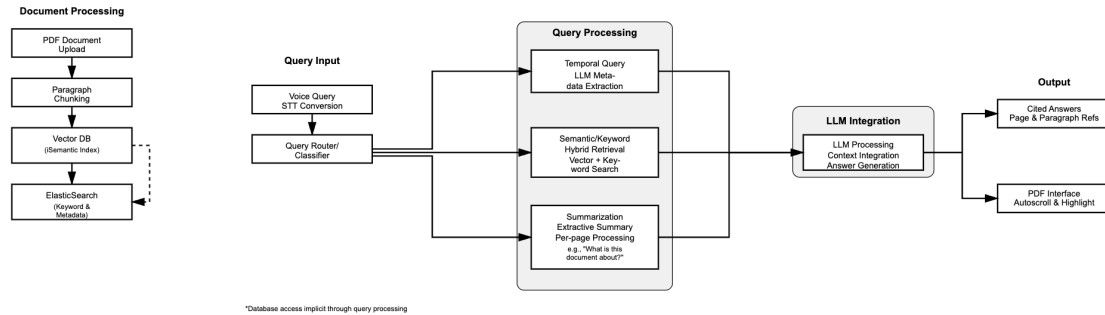 Document Processing
PDF Document
Upload
Paragraph
Chunking
Vector DB
(iSemantic Index)
ElasticSearch
(Keyword &
Metadata)
Query Input
Voice Query
STT Conversion
Query Router/
Classifier
Query Processing
Temporal Query
LLM Meta-
data Extraction
Semantic/Keyword
Hybrid Retrieval
Vector + Key-
word Search
Summarization
Extractive Summary
Per-page Processing
e.g., "What is this
document about?"
LLM Integration
LLM Processing
Context Integration
Answer Generation
Output
Cited Answers
Page & Paragraph Refs
PDF Interface
Autoscroll & Highlight
*Database access implicit through query processing